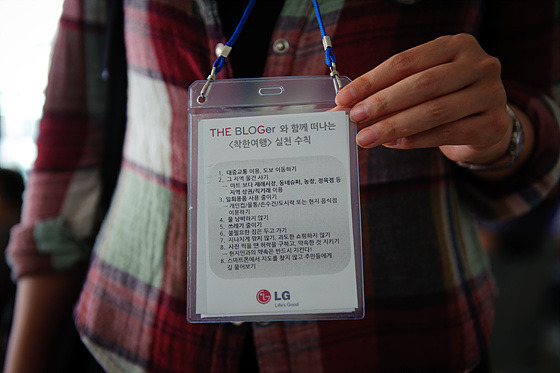 THE BLOGer 와 함께 떠나는
<착한여행> 실천 수칙
1. 대중교통 이용, 도보 이동하기
2. 그 지역 물건 사기
→ 마트 보다 재래시장, 동네슈퍼, 농장, 정육점 등
지역 상권/직거래 이용
3. 일회용품 사용 줄이기
→ 개인컵/물통/손수건/도시락 또는 현지 음식점
이용하기
4. 물 낭비하지 않기
5. 쓰레기 줄이기
6. 불필요한 짐은 두고 가기
7. 지나치게 깎지 않기, 과도한 쇼핑하지 않기
8. 사진 찍을 땐 허락을 구하고, 약속한 것 지키기
→ 현지인과의 약속은 반드시 지킨다!
8. 스마트폰에서 지도를 찾지 않고 주민들에게
길 물어보기
LG
Life's Good